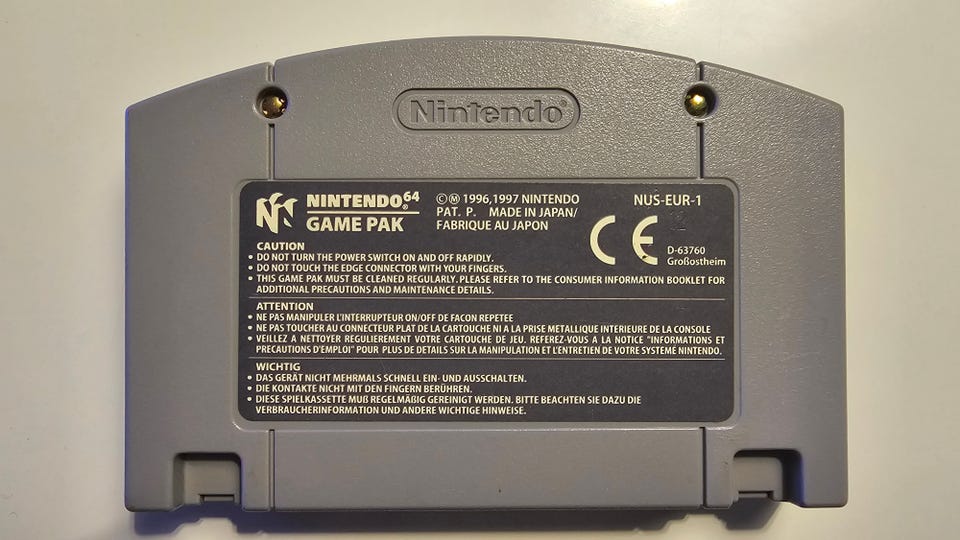 Nintendo®
NINTENDO®64
GAME PAK
©Ⓜ 1996,1997 NINTENDO
PAT. P. MADE IN JAPAN/
FABRIQUE AU JAPON
NUS-EUR-1
CE
D-63760
Großostheim
CAUTION
• DO NOT TURN THE POWER SWITCH ON AND OFF RAPIDLY.
• DO NOT TOUCH THE EDGE CONNECTOR WITH YOUR FINGERS.
• THIS GAME PAK MUST BE CLEANED REGULARLY. PLEASE REFER TO THE CONSUMER INFORMATION BOOKLET FOR
ADDITIONAL PRECAUTIONS AND MAINTENANCE DETAILS.
ATTENTION
• NE PAS MANIPULER L'INTERRUPTEUR ON/OFF DE FACON REPETEE
• NE PAS TOUCHER AU CONNECTEUR PLAT DE LA CARTOUCHE NI A LA PRISE METALLIQUE INTERIEURE DE LA CONSOLE
• VEILLEZ A NETTOYER REGULIEREMENT VOTRE CARTOUCHE DE JEU. REFEREZ-VOUS A LA NOTICE "INFORMATIONS ET
PRECAUTIONS D'EMPLOI" POUR PLUS DE DETAILS SUR LA MANIPULATION ET L'ENTRETIEN DE VOTRE SYSTEME NINTENDO.
WICHTIG
• DAS GERÄT NICHT MEHRMALS SCHNELL EIN- UND AUSSCHALTEN.
• DIE KONTAKTE NICHT MIT DEN FINGERN BERÜHREN.
• DIESE SPIELKASSETTE MUß REGELMÄßIG GEREINIGT WERDEN. BITTE BEACHTEN SIE DAZU DIE
VERBRAUCHERINFORMATION UND ANDERE WICHTIGE HINWEISE.